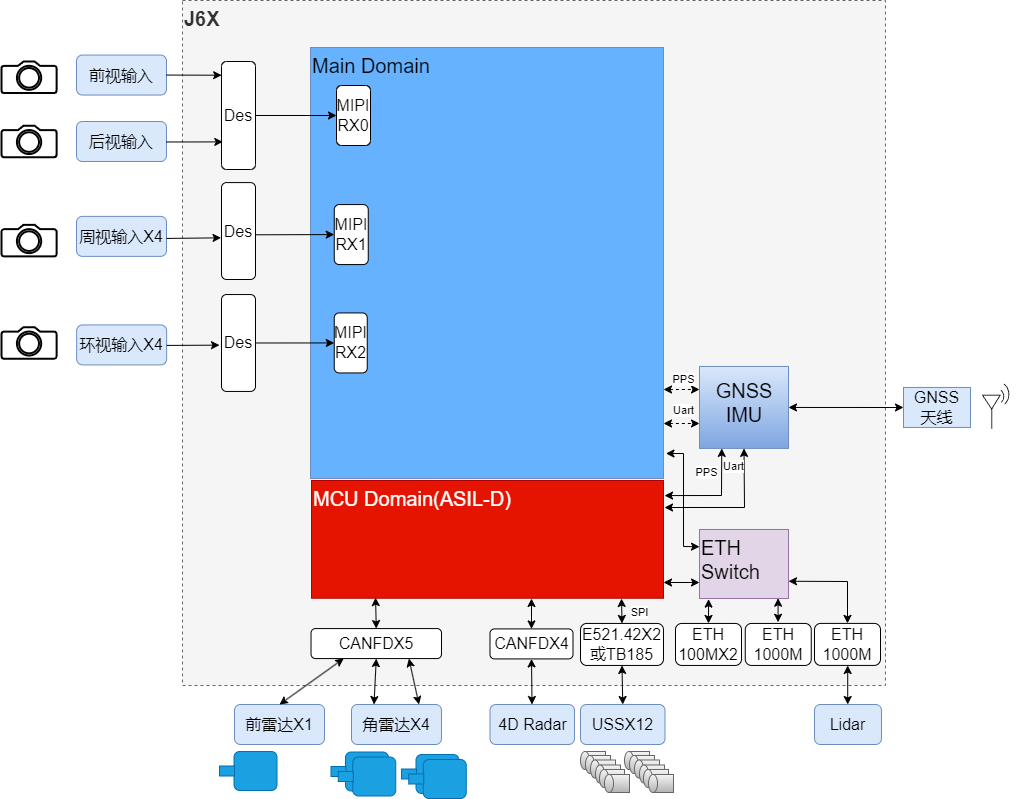 J6X
Main Domain
前视输入
后视输入
周视输入X4
环视输入X4
Des
Des
Des
MIPI
RX0
MIPI
RX1
MIPI
RX2
PPS
Uart
GNSS
IMU
GNSS
天线
PPS
Uart
MCU Domain(ASIL-D)
ETH
Switch
SPI
CANFDX5
CANFDX4
E521.42X2
或TB185
ETH
100MX2
ETH
1000M
ETH
1000M
前雷达X1
角雷达X4
4D Radar
USSX12
Lidar